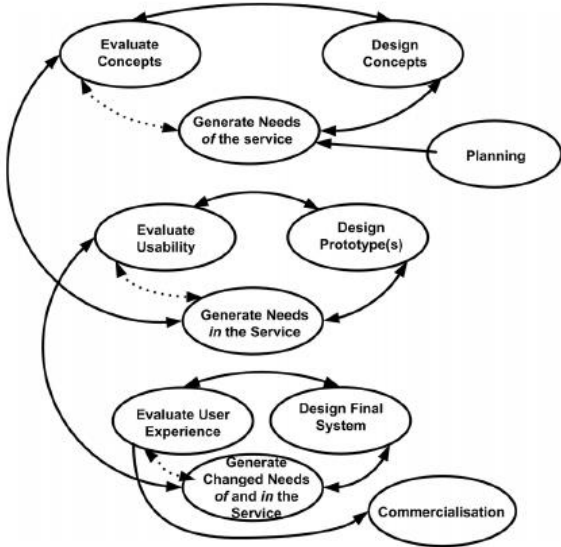 Evaluate
Concepts
Design
Concepts
Generate Needs
of the service
Planning
Evaluate
Usability
Design
Prototype(s)
Generate Needs
in the Service
Evaluate User
Experience
Design Final
System
Generate
Changed Needs
of and in the
Service
Commercialisation